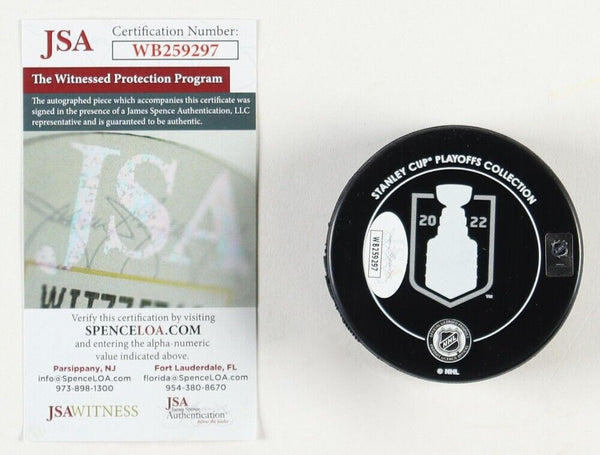 JSA
Certification Number:
WB259297
The Witnessed Protection Program
The autographed piece which accompanies this certificate was
signed in the presence of a James Spence Authentication, LLC
representative and is guaranteed to be authentic.
JSA
Verify this certification by visiting
SPENCELOA.COM
and entering the alpha-numeric
value indicated above.
Parsippany, NJ
info@SpenceLOA.com
973-898-1300
Fort Lauderdale, FL
florida@SpenceLOA.com
954-380-8670
JSAWITNESS
JSA
James Spence
Authentication
STANLEY CUP® PLAYOFFS COLLECTION
20 22
TM
WB259297
NHL
® NHL